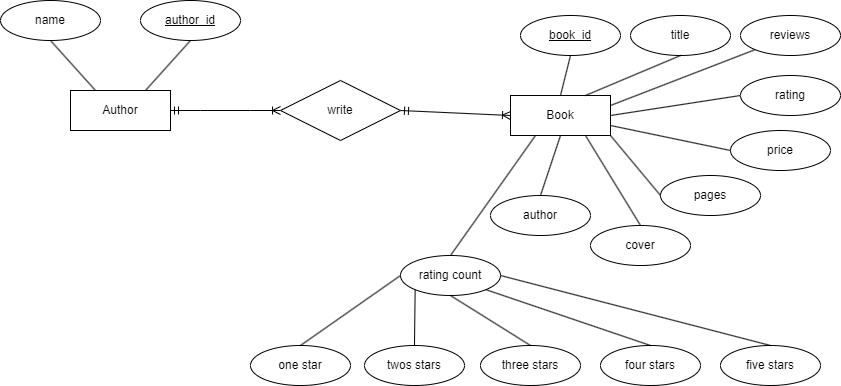 name
author_id
book_id
title
reviews
Author
write
Book
rating
price
pages
author
cover
rating count
one star
twos stars
three stars
four stars
five stars